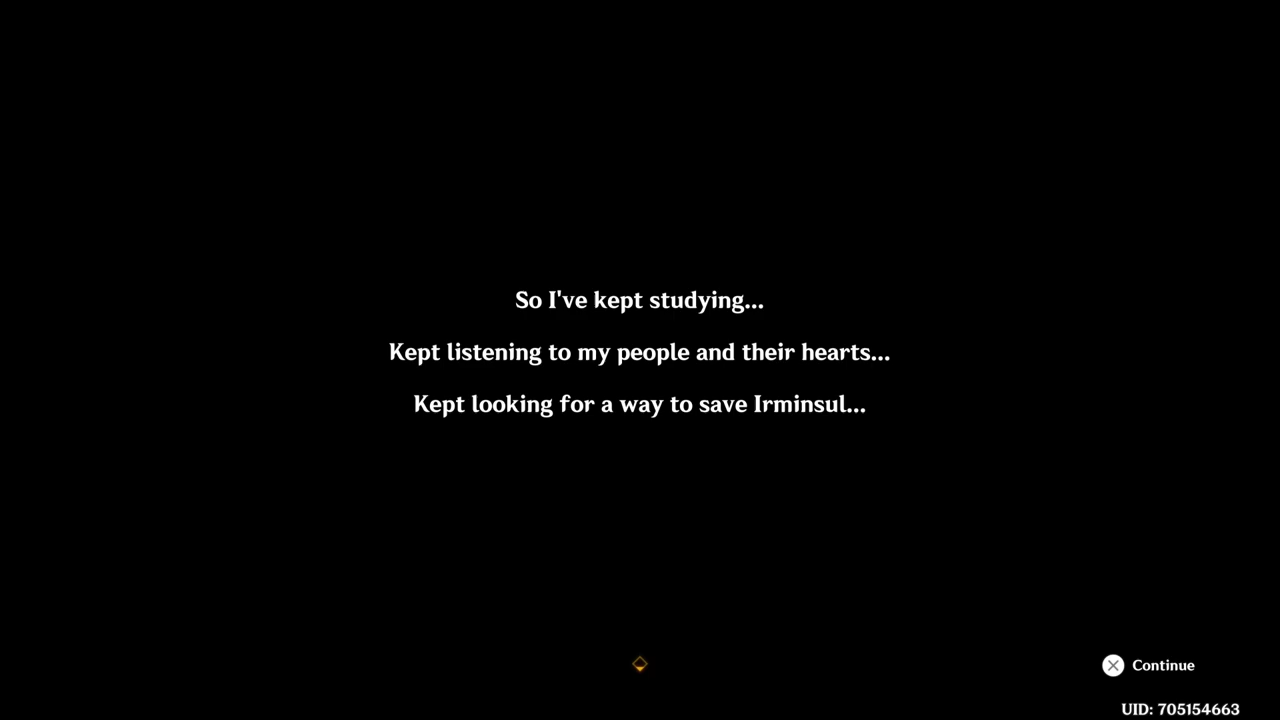 So I've kept studying...
Kept listening to my people and their hearts...
Kept looking for a way to save Irminsul...
Continue
UID: 705154663